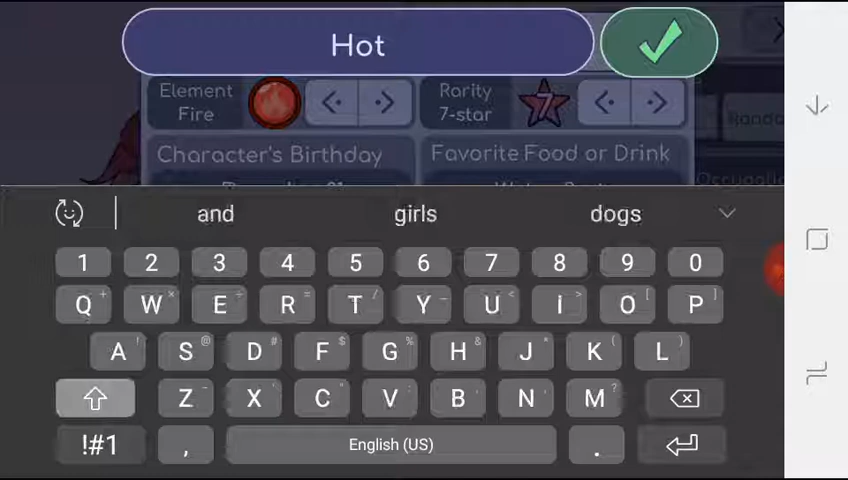 Hot
Element
Fire
Rarity
7-star
7
Character's Birthday
Favorite Food or Drink
and girls dogs
1 2 3 4 5 6 7 8 9 0
Q W E R T Y U I O P
A S D F G H J K L
Z X C V B N M
!#1 , English (US) .